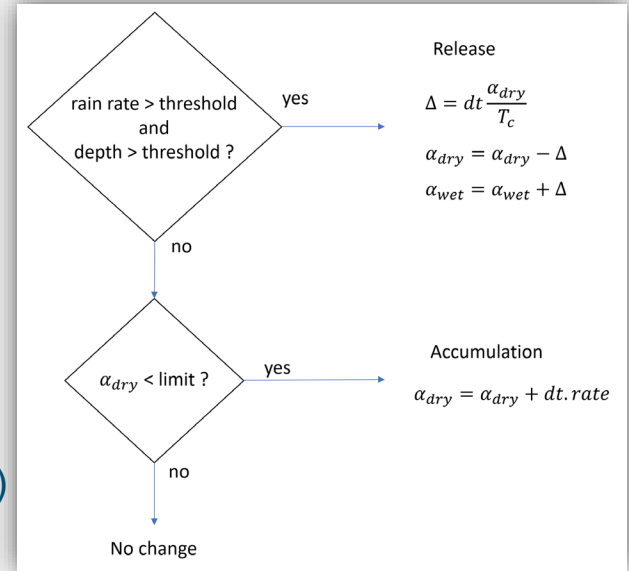 rain rate > threshold
and
depth > threshold ?
yes
Release
Δ = dt α_dry / T_c
α_dry = α_dry − Δ
α_wet = α_wet + Δ
no
α_dry < limit ?
yes
Accumulation
α_dry = α_dry + dt.rate
no
No change